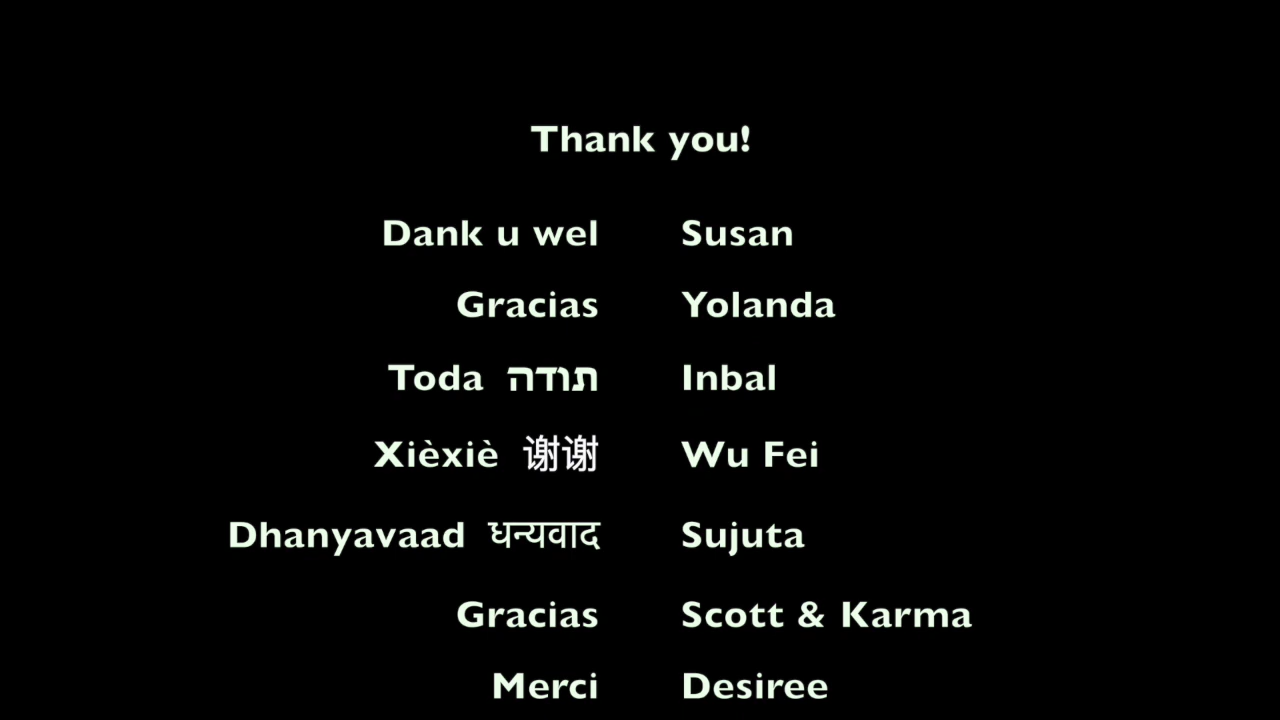 Thank you!
Dank u wel Susan
Gracias Yolanda
Toda תודה Inbal
Xièxiè 谢谢 Wu Fei
Dhanyavaad धन्यवाद Sujuta
Gracias Scott & Karma
Merci Desiree